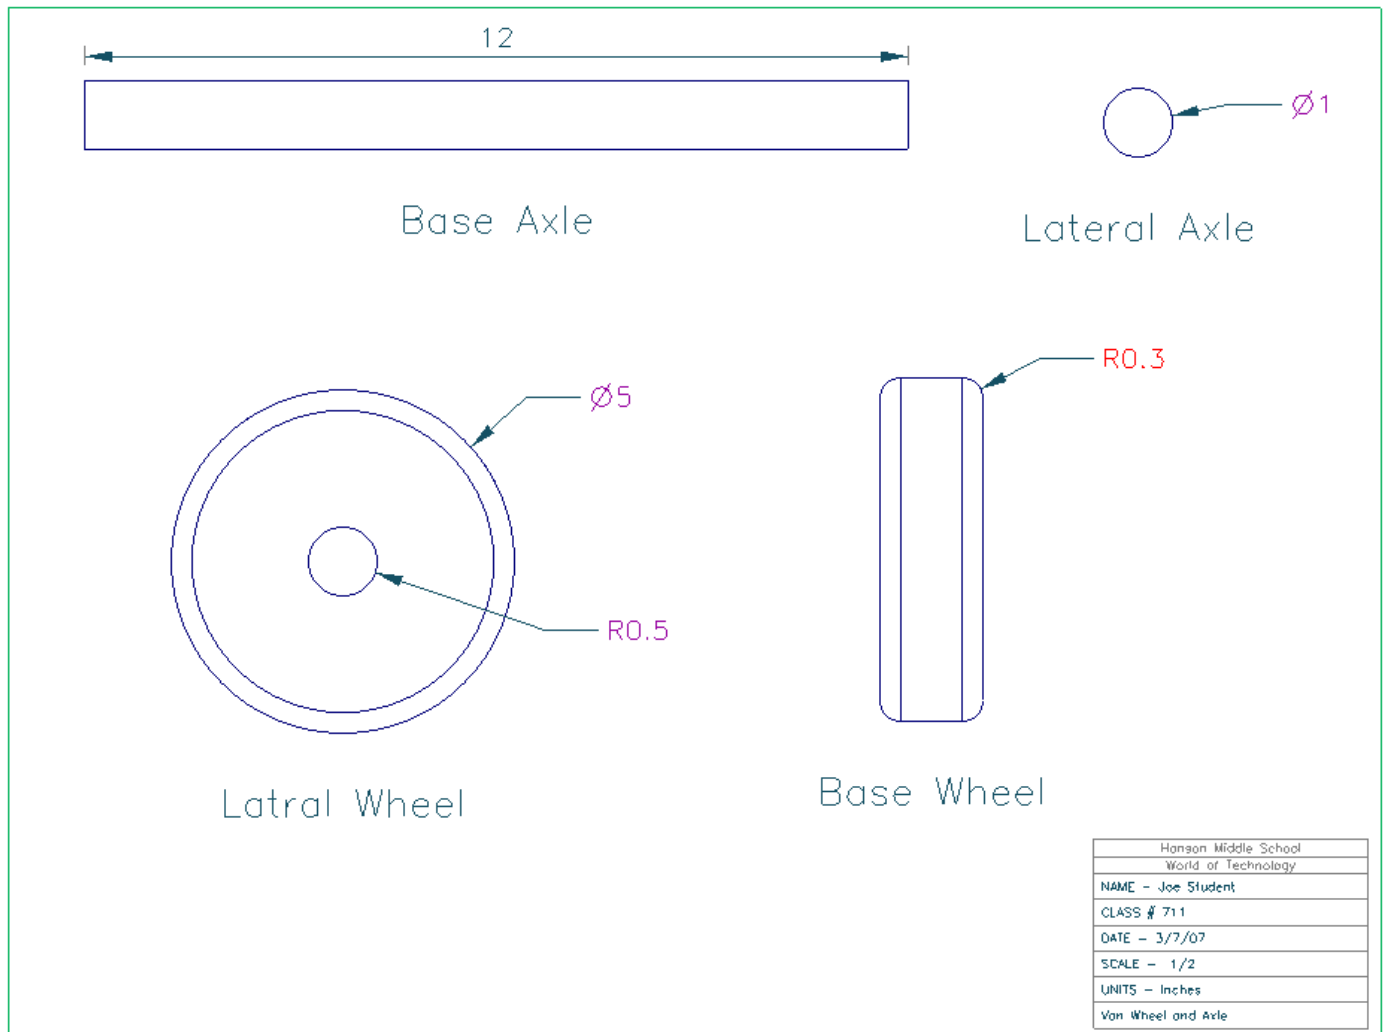 12
Ø1
Base Axle
Lateral Axle
R0.3
Ø5
R0.5
Latral Wheel
Base Wheel
Hanson Middle School
World of Technology
NAME - Joe Student
CLASS # 711
DATE - 3/7/07
SCALE - 1/2
UNITS - Inches
Van Wheel and Axle